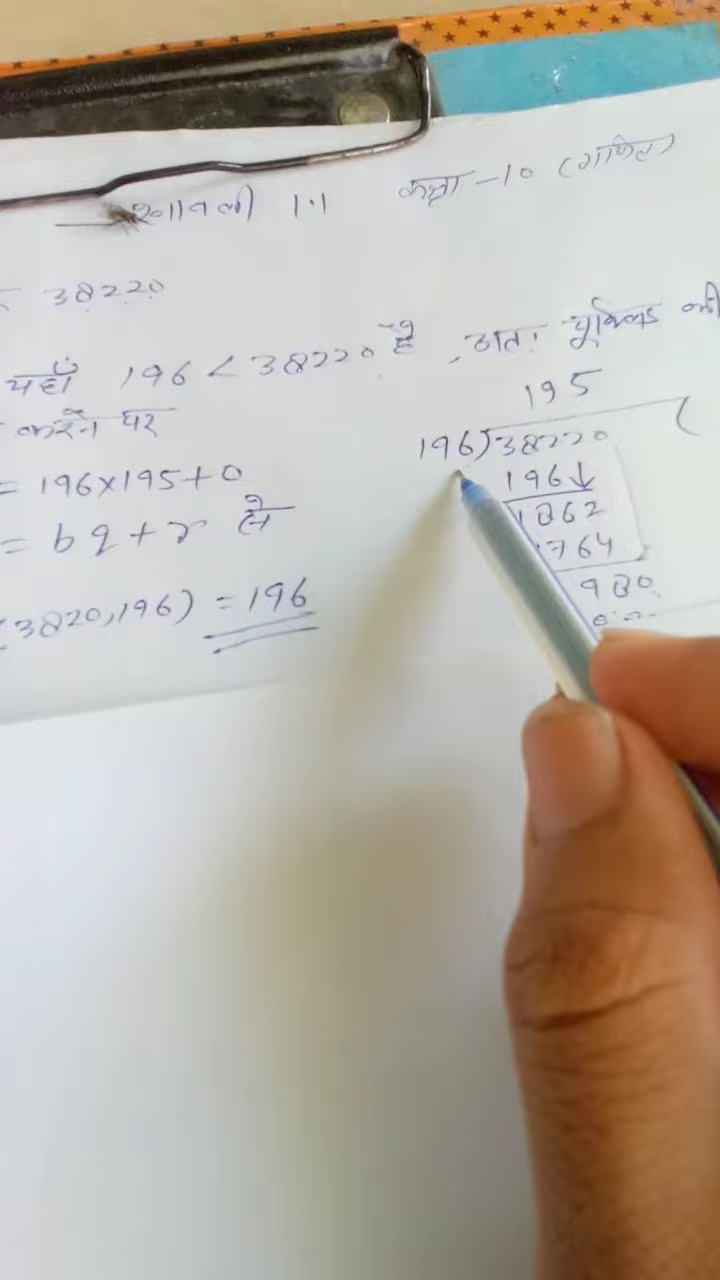 प्रश्नावली 1.1 कक्षा -10 (गणित)
38220
यहाँ 196 < 38220 है, अतः यूक्लिड की
करने पर
= 196×195+0
= bq+r से
(3820,196) = 196
195
196)38220
196↓
1862
1764
980